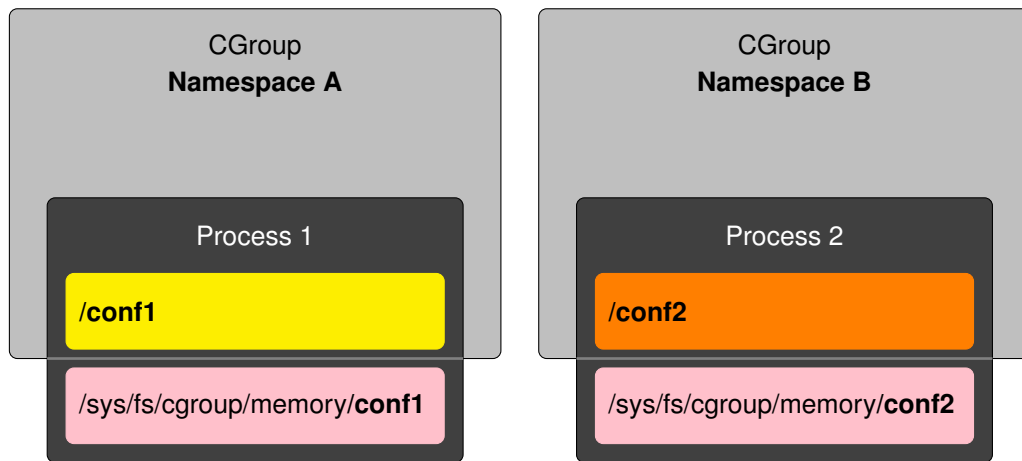 CGroup
Namespace A
Process 1
/conf1
/sys/fs/cgroup/memory/conf1
CGroup
Namespace B
Process 2
/conf2
/sys/fs/cgroup/memory/conf2